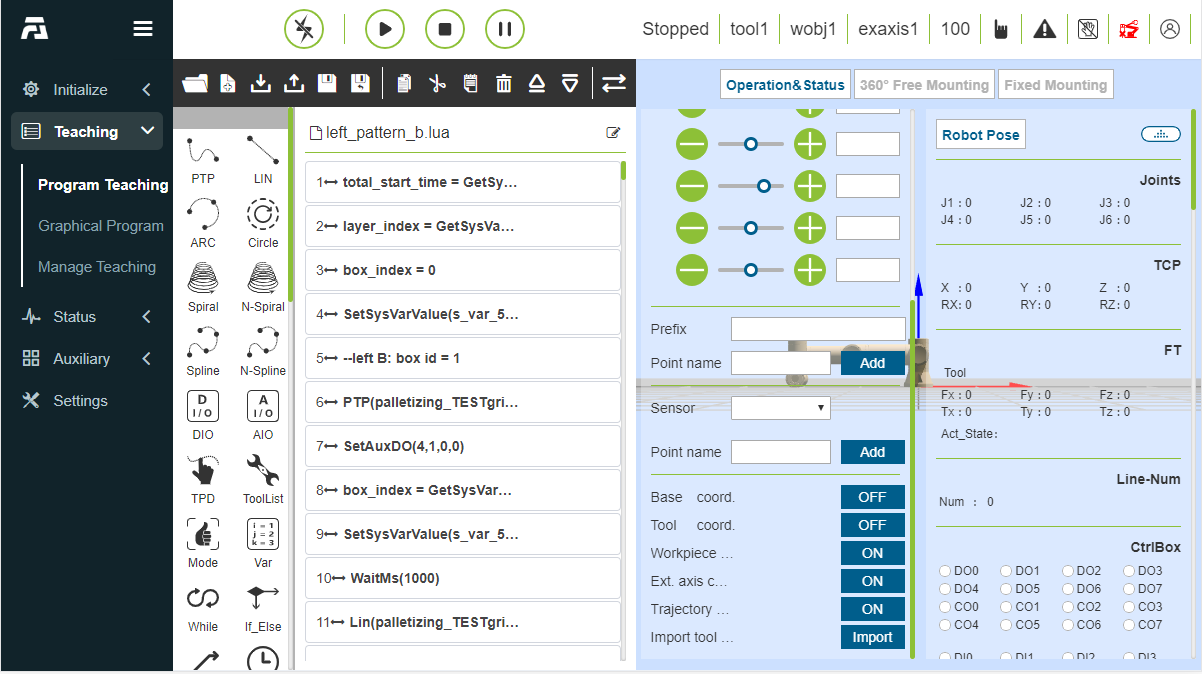 Stopped tool1 wobj1 exaxis1 100
Initialize
Teaching
Program Teaching
Graphical Program
Manage Teaching
Status
Auxiliary
Settings
PTP LIN
ARC Circle
Spiral N-Spiral
Spline N-Spline
D
I/O
A
I/O
DIO AIO
TPD ToolList
i = 1
j = 2
k = 3
Mode Var
While If_Else
left_pattern_b.lua
1 total_start_time = GetSy…
2 layer_index = GetSysVa…
3 box_index = 0
4 SetSysVarValue(s_var_5…
5 --left B: box id = 1
6 PTP(palletizing_TESTgri…
7 SetAuxDO(4,1,0,0)
8 box_index = GetSysVar…
9 SetSysVarValue(s_var_5…
10 WaitMs(1000)
11 Lin(palletizing_TESTgri…
Operation&Status 360° Free Mounting Fixed Mounting
Prefix
Point name Add
Sensor
Point name Add
Base coord. OFF
Tool coord. OFF
Workpiece … ON
Ext. axis c… ON
Trajectory … ON
Import tool … Import
Robot Pose
Joints
J1 : 0 J2 : 0 J3 : 0
J4 : 0 J5 : 0 J6 : 0
TCP
X : 0 Y : 0 Z : 0
RX: 0 RY: 0 RZ: 0
FT
Tool
Fx : 0 Fy : 0 Fz : 0
Tx : 0 Ty : 0 Tz : 0
Act_State:
Line-Num
Num : 0
CtrlBox
DO0 DO1 DO2 DO3
DO4 DO5 DO6 DO7
CO0 CO1 CO2 CO3
CO4 CO5 CO6 CO7
DI0 DI1 DI2 DI3